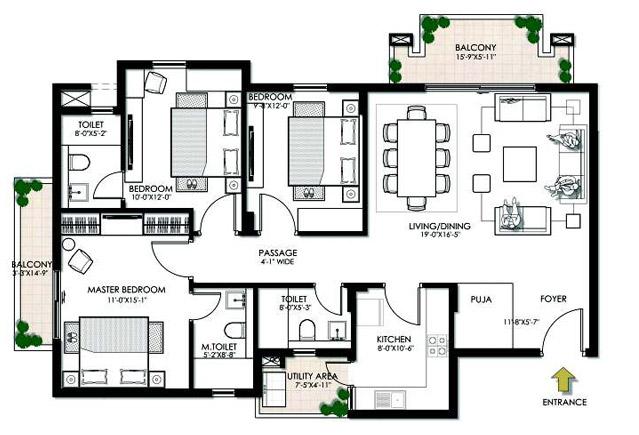 BALCONY
15'-9"X5'-11"
TOILET
8'-0"X5'-2"
BEDROOM
10'-0"X12'-0"
BEDROOM
9'-8"X12'-0"
LIVING/DINING
19'-0"X16'-5"
PASSAGE
4'-1" WIDE
BALCONY
3'-3"X14'-9"
MASTER BEDROOM
11'-0"X15'-1"
M.TOILET
5'-2"X8'-8"
TOILET
8'-0"X5'-3"
KITCHEN
8'-0"X10'-6"
UTILITY AREA
7'-5"X4'-11"
PUJA
FOYER
11'-8"X5'-7"
ENTRANCE